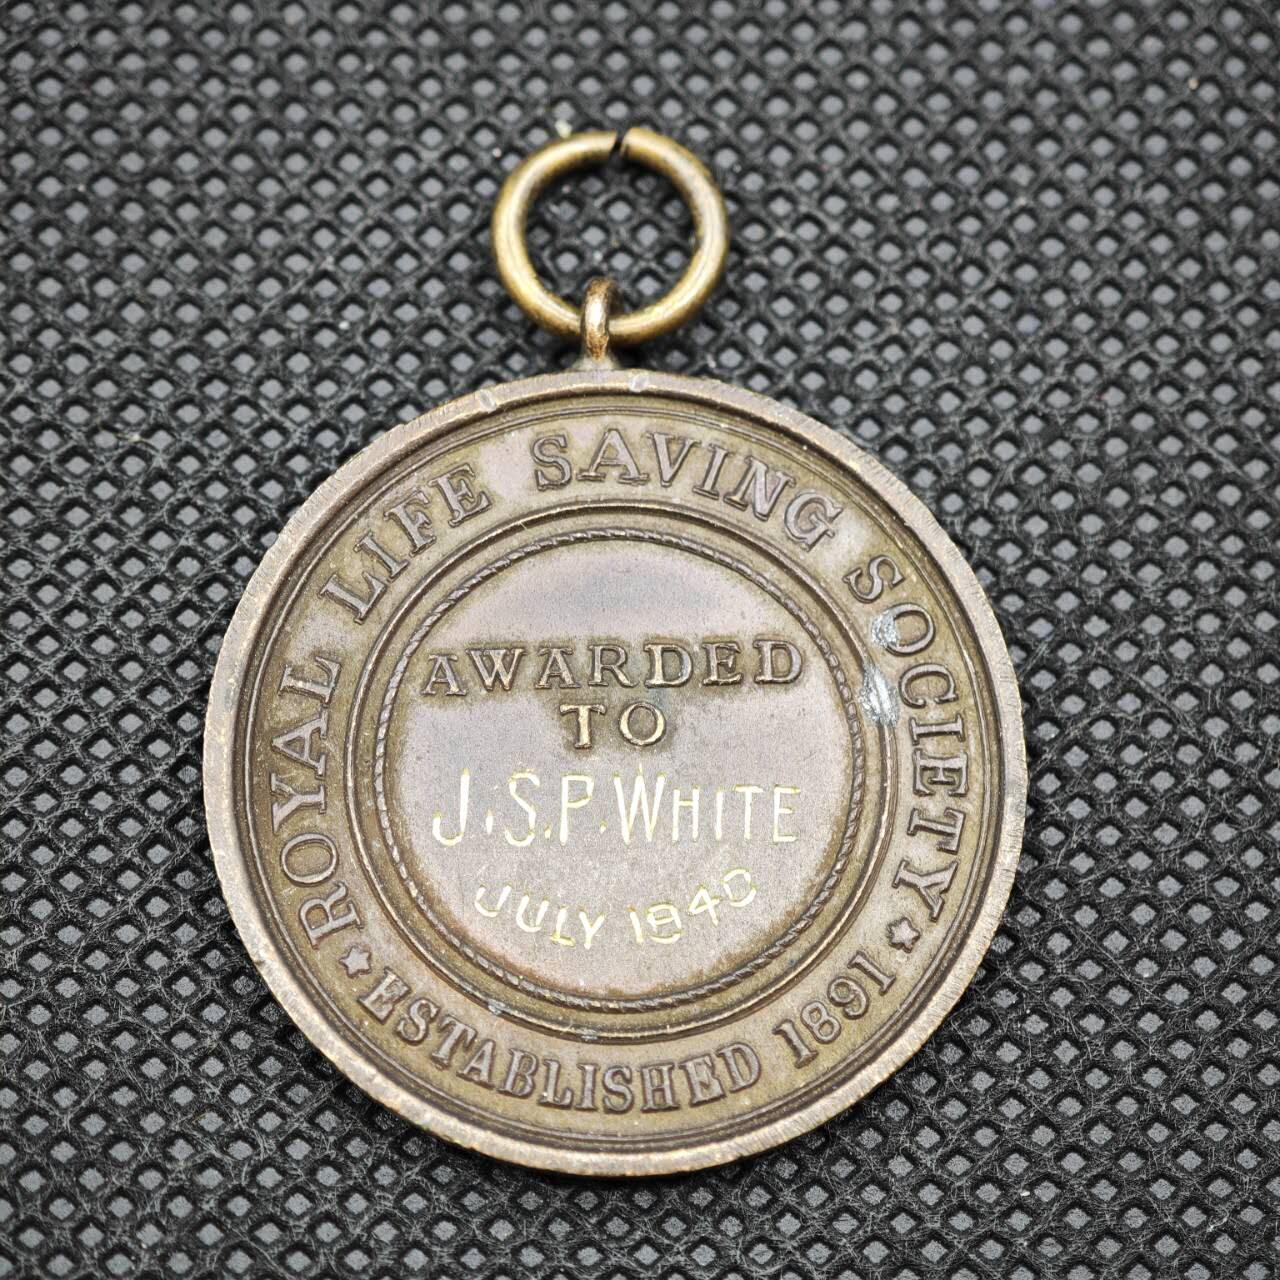 ROYAL LIFE SAVING SOCIETY
AWARDED
TO
J.S.P. WHITE
JULY 1940
★ ESTABLISHED 1891 ★